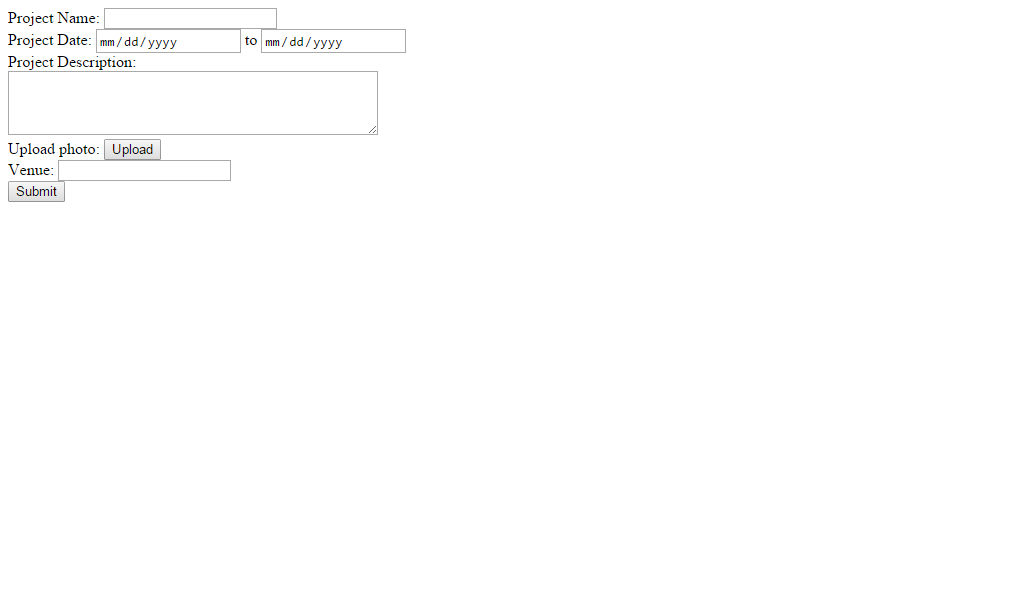 Project Name:
Project Date: mm/dd/yyyy to mm/dd/yyyy
Project Description:
Upload photo: Upload
Venue:
Submit